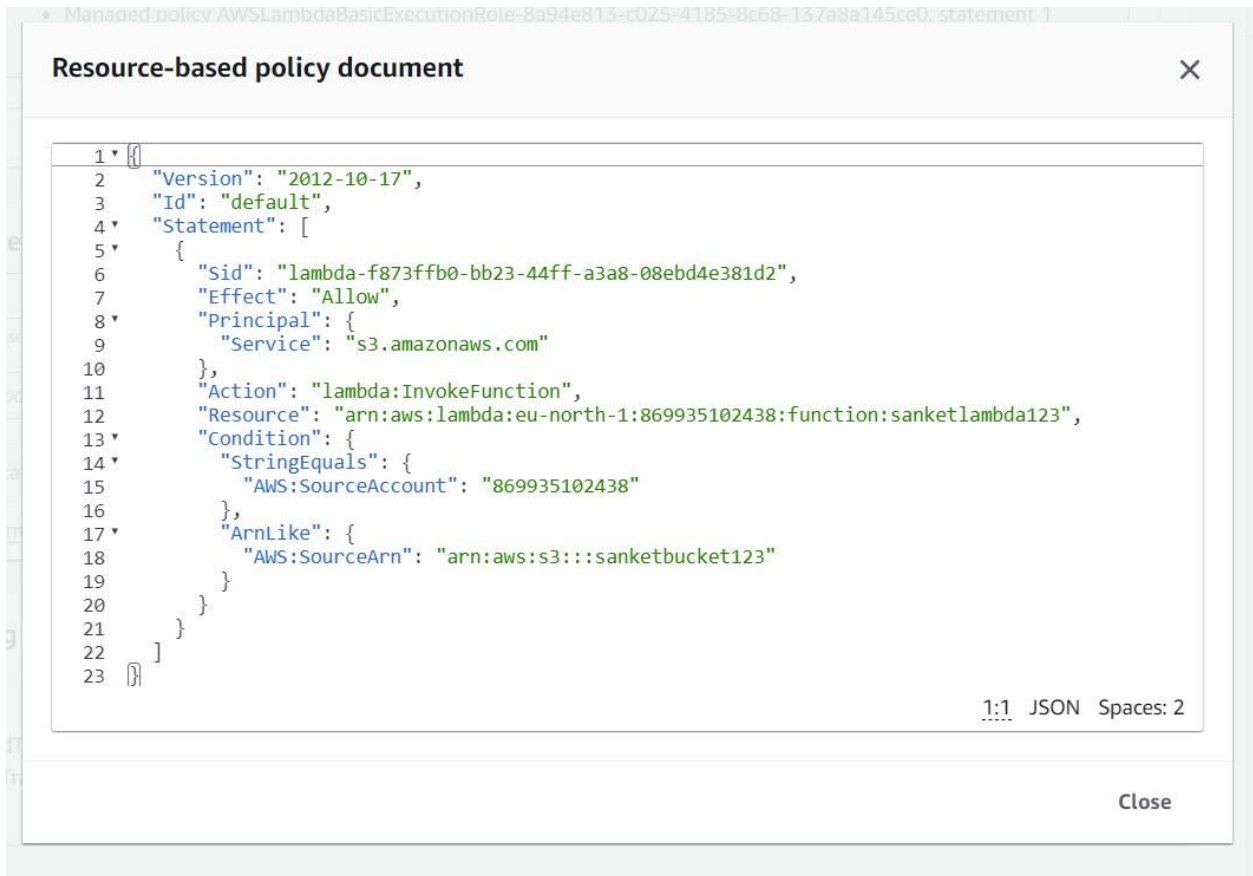 Managed policy AWSLambdaBasicExecutionRole-8a94e813-c025-4185-8c68-137a8a145ce0, statement 1
Resource-based policy document
1 {
2 "Version": "2012-10-17",
3 "Id": "default",
4 "Statement": [
5 {
6 "Sid": "lambda-f873ffb0-bb23-44ff-a3a8-08ebd4e381d2",
7 "Effect": "Allow",
8 "Principal": {
9 "Service": "s3.amazonaws.com"
10 },
11 "Action": "lambda:InvokeFunction",
12 "Resource": "arn:aws:lambda:eu-north-1:869935102438:function:sanketlambda123",
13 "Condition": {
14 "StringEquals": {
15 "AWS:SourceAccount": "869935102438"
16 },
17 "ArnLike": {
18 "AWS:SourceArn": "arn:aws:s3:::sanketbucket123"
19 }
20 }
21 }
22 ]
23 }
1:1 JSON Spaces: 2
Close